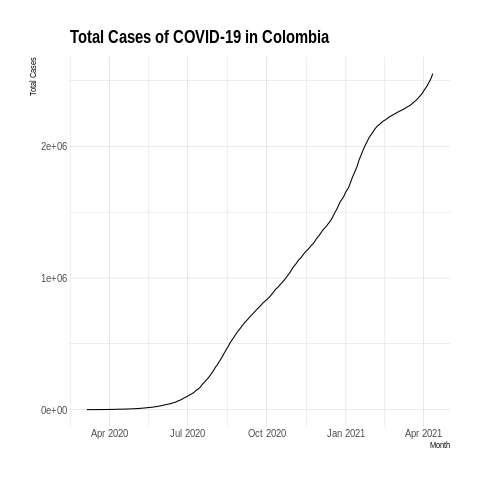 Total Cases of COVID-19 in Colombia
Total Cases
2e+06
1e+06
0e+00
Apr 2020 Jul 2020 Oct 2020 Jan 2021 Apr 2021
Month